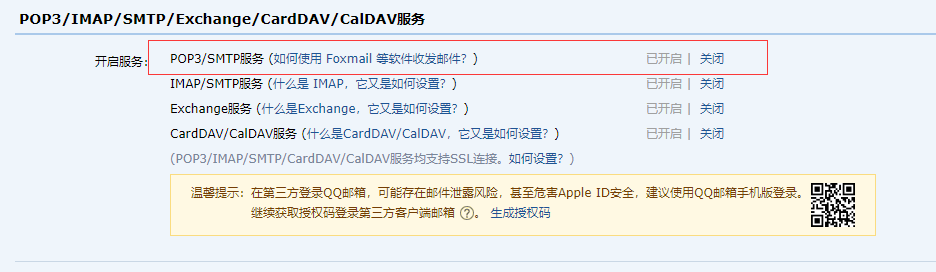 POP3/IMAP/SMTP/Exchange/CardDAV/CalDAV服务
开启服务: POP3/SMTP服务 (如何使用 Foxmail 等软件收发邮件? ) 已开启 | 关闭
IMAP/SMTP服务 (什么是 IMAP，它又是如何设置? ) 已开启 | 关闭
Exchange服务 (什么是Exchange，它又是如何设置? ) 已开启 | 关闭
CardDAV/CalDAV服务 (什么是CardDAV/CalDAV，它又是如何设置? ) 已开启 | 关闭
(POP3/IMAP/SMTP/CardDAV/CalDAV服务均支持SSL连接。如何设置? )
温馨提示: 在第三方登录QQ邮箱，可能存在邮件泄露风险，甚至危害Apple ID安全，建议使用QQ邮箱手机版登录。
继续获取授权码登录第三方客户端邮箱 ?。 生成授权码